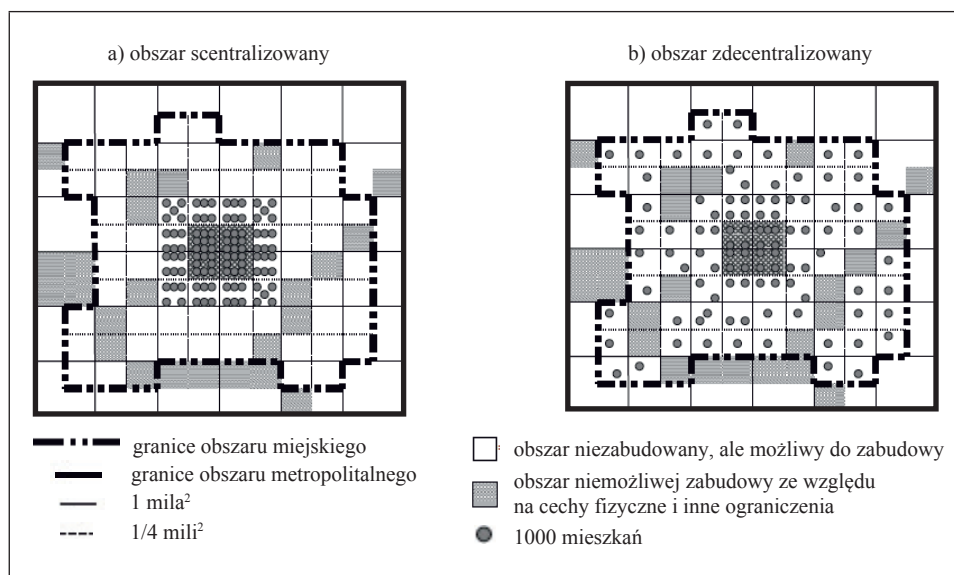 a) obszar scentralizowany
b) obszar zdecentralizowany
granice obszaru miejskiego
granice obszaru metropolitalnego
1 mila²
1/4 mili²
obszar niezabudowany, ale możliwy do zabudowy
obszar niemożliwej zabudowy ze względu
na cechy fizyczne i inne ograniczenia
1000 mieszkań